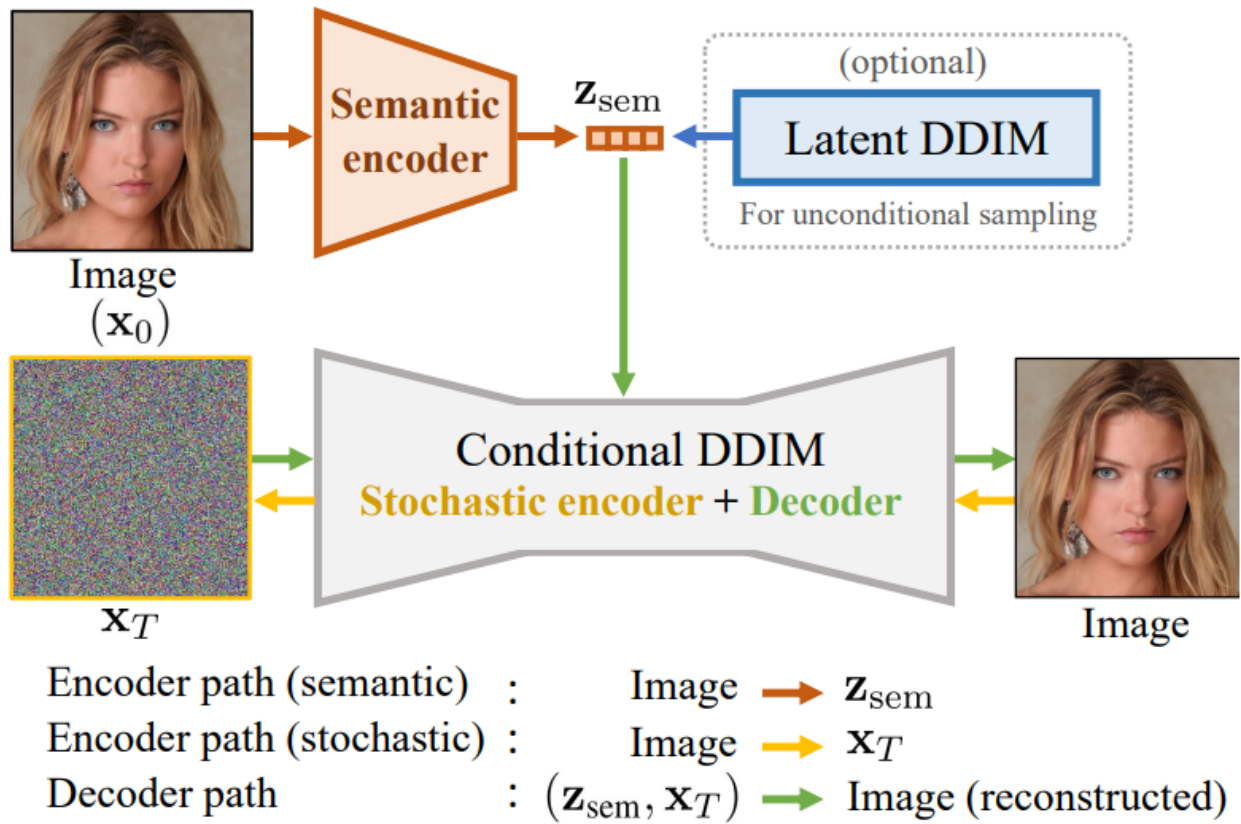 Semantic
encoder
z_sem
(optional)
Latent DDIM
For unconditional sampling
Image
(x_0)
Conditional DDIM
Stochastic encoder + Decoder
x_T
Image
Encoder path (semantic) : Image → z_sem
Encoder path (stochastic) : Image → x_T
Decoder path : (z_sem, x_T) → Image (reconstructed)